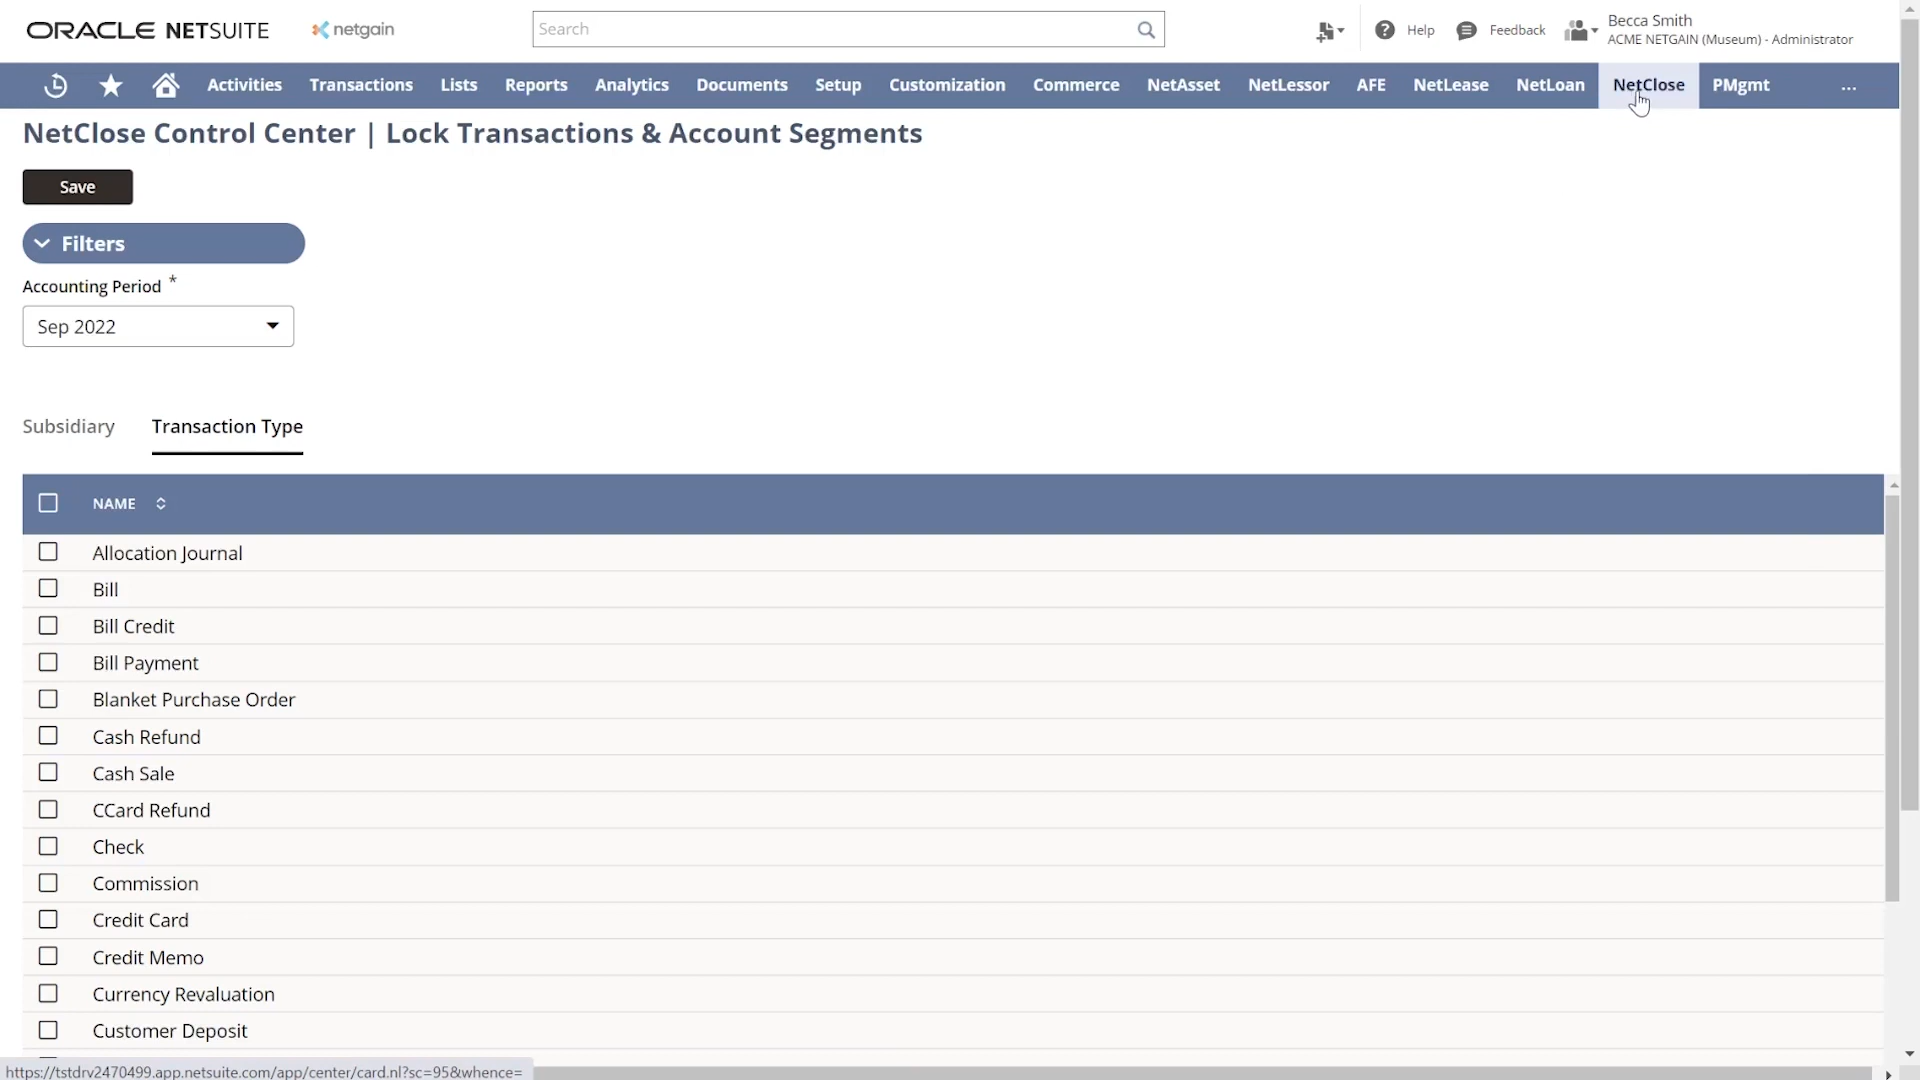 ORACLE NETSUITE
netgain
Search
Help
Feedback
Becca Smith
ACME NETGAIN (Museum) - Administrator
Activities Transactions Lists Reports Analytics Documents Setup Customization Commerce NetAsset NetLessor AFE NetLease NetLoan NetClose PMgmt ...
NetClose Control Center | Lock Transactions & Account Segments
Save
Filters
Accounting Period *
Sep 2022
Subsidiary Transaction Type
NAME
Allocation Journal
Bill
Bill Credit
Bill Payment
Blanket Purchase Order
Cash Refund
Cash Sale
CCard Refund
Check
Commission
Credit Card
Credit Memo
Currency Revaluation
Customer Deposit
https://tstdrv2470499.app.netsuite.com/app/center/card.nl?sc=95&whence=